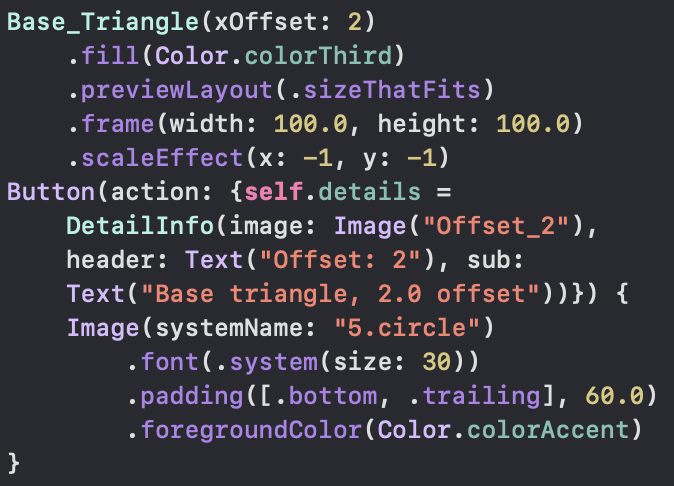 Base_Triangle(xOffset: 2)
.fill(Color.colorThird)
.previewLayout(.sizeThatFits)
.frame(width: 100.0, height: 100.0)
.scaleEffect(x: -1, y: -1)
Button(action: {self.details =
DetailInfo(image: Image("Offset_2"),
header: Text("Offset: 2"), sub:
Text("Base triangle, 2.0 offset"))}) {
Image(systemName: "5.circle")
.font(.system(size: 30))
.padding([.bottom, .trailing], 60.0)
.foregroundColor(Color.colorAccent)
}